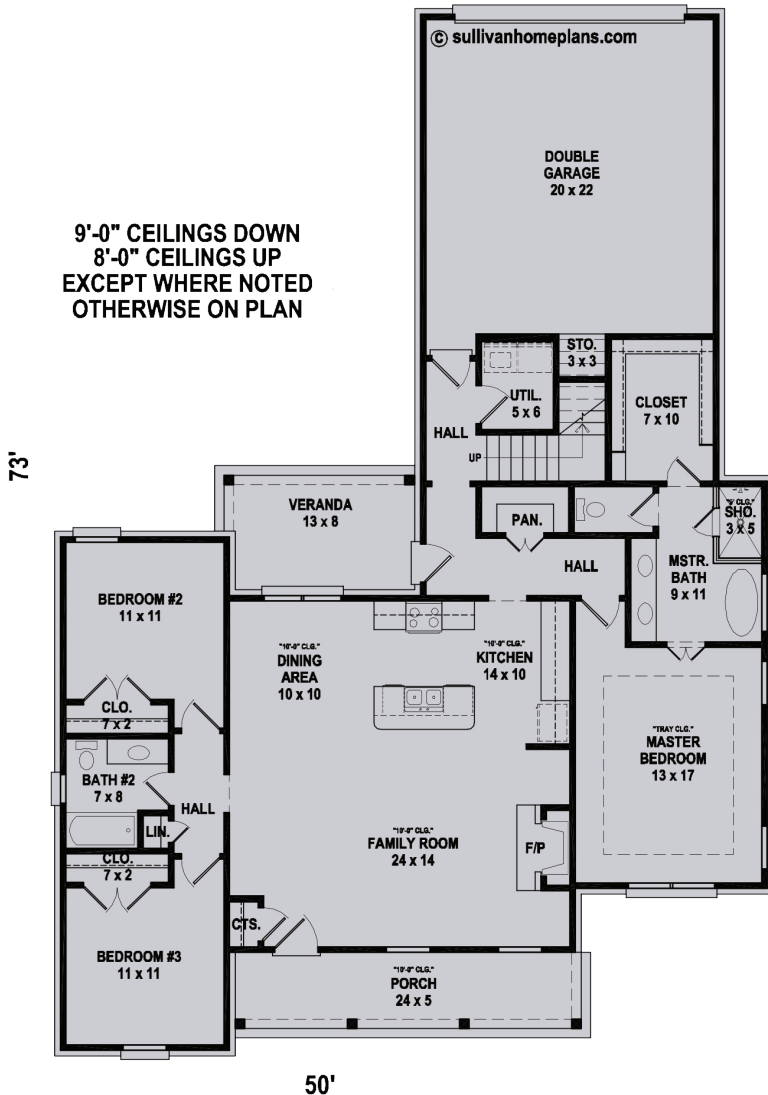 © sullivanhomeplans.com
DOUBLE
GARAGE
20 x 22
9'-0" CEILINGS DOWN
8'-0" CEILINGS UP
EXCEPT WHERE NOTED
OTHERWISE ON PLAN
STO.
3 x 3
UTIL.
5 x 6
CLOSET
7 x 10
HALL
UP
73'
VERANDA
13 x 8
PAN.
SHO.
3 x 5
HALL
MSTR.
BATH
9 x 11
BEDROOM #2
11 x 11
DINING
AREA
10 x 10
KITCHEN
14 x 10
CLO.
7 x 2
"TRAY CLG."
MASTER
BEDROOM
13 x 17
BATH #2
7 x 8
HALL
LIN.
FAMILY ROOM
24 x 14
F/P
CLO.
7 x 2
CTS.
BEDROOM #3
11 x 11
PORCH
24 x 5
50'